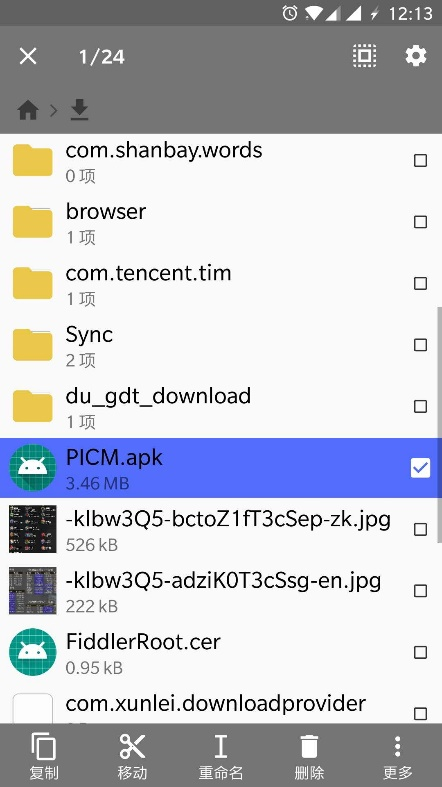 12:13
1/24
com.shanbay.words
0 项
browser
1 项
com.tencent.tim
1 项
Sync
2 项
du_gdt_download
1 项
PICM.apk
3.46 MB
-klbw3Q5-bctoZ1fT3cSep-zk.jpg
526 kB
-klbw3Q5-adziK0T3cSsg-en.jpg
222 kB
FiddlerRoot.cer
0.95 kB
com.xunlei.downloadprovider
复制 移动 重命名 删除 更多